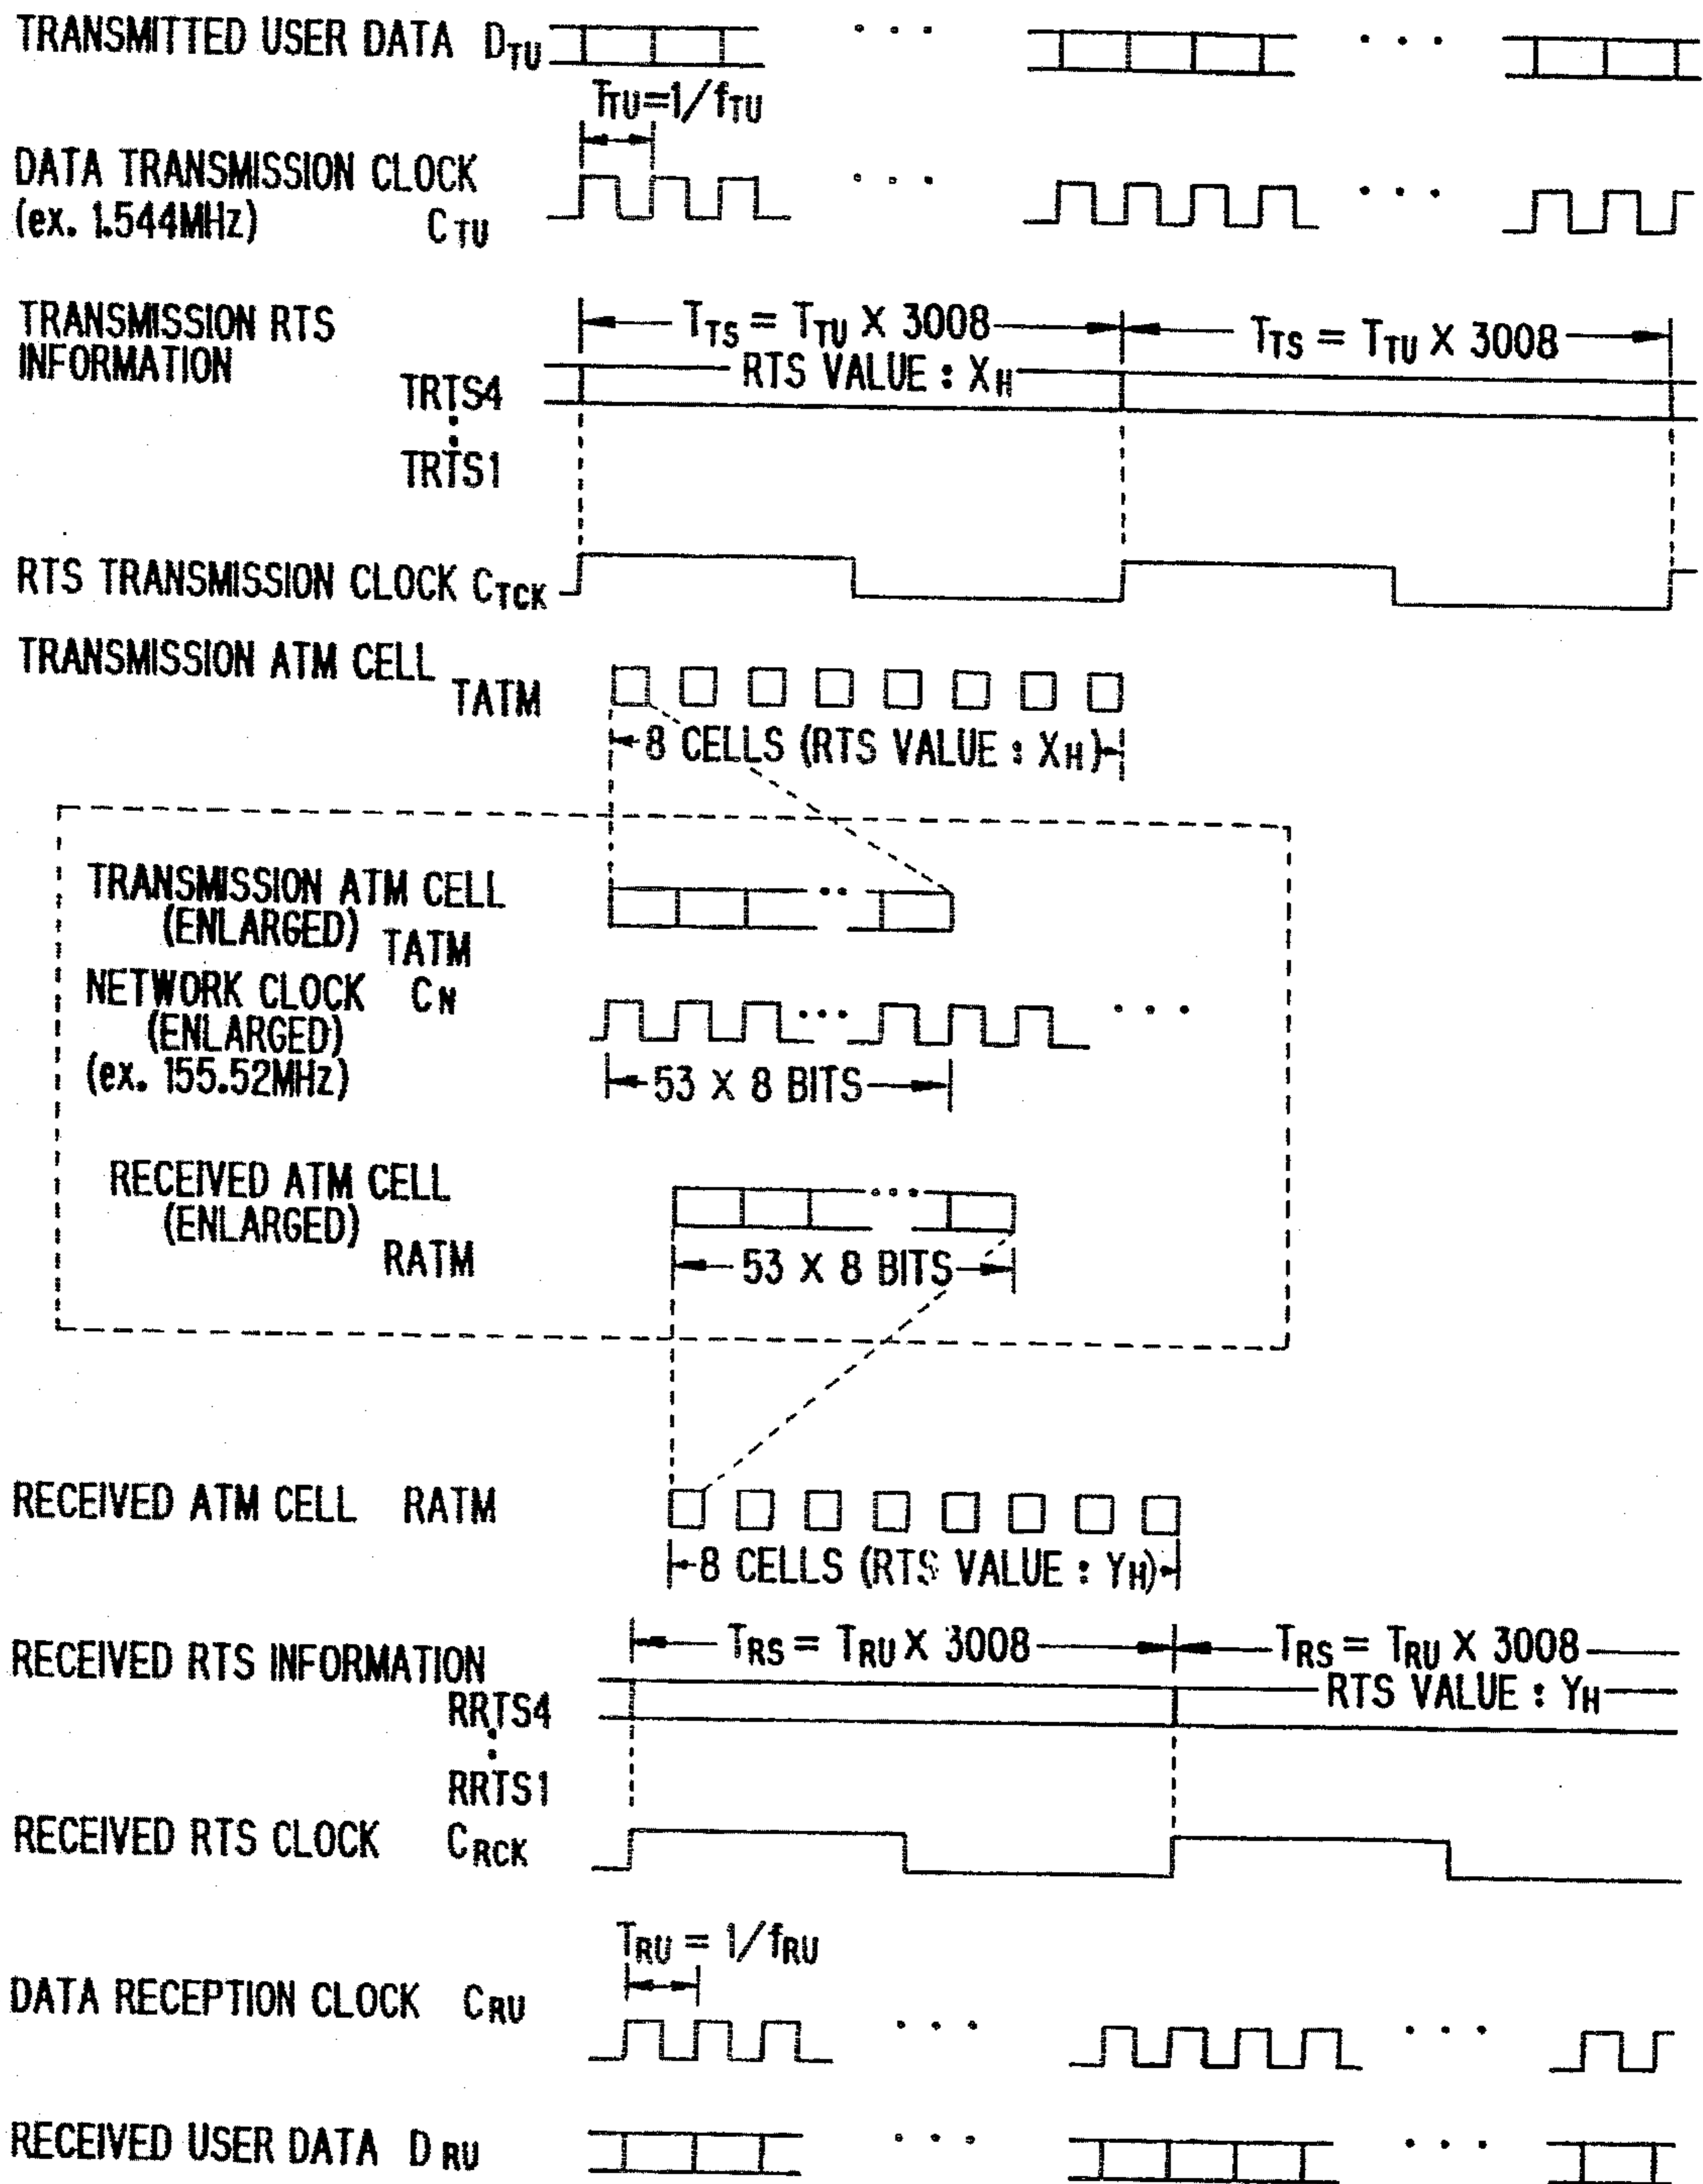 TRANSMITTED USER DATA DTU
TTU=1/fTU
DATA TRANSMISSION CLOCK
(ex. 1.544MHz) CTU
TRANSMISSION RTS
INFORMATION
TTS = TTU X 3008
TTS = TTU X 3008
RTS VALUE : XH
TRTS4
TRTS1
RTS TRANSMISSION CLOCK CTCK
TRANSMISSION ATM CELL
TATM
8 CELLS (RTS VALUE : XH)
TRANSMISSION ATM CELL
(ENLARGED) TATM
NETWORK CLOCK CN
(ENLARGED)
(ex. 155.52MHz)
53 X 8 BITS
RECEIVED ATM CELL
(ENLARGED) RATM
53 X 8 BITS
RECEIVED ATM CELL RATM
8 CELLS (RTS VALUE : YH)
RECEIVED RTS INFORMATION
TRS = TRU X 3008
TRS = TRU X 3008
RTS VALUE : YH
RRTS4
RRTS1
RECEIVED RTS CLOCK CRCK
TRU = 1/fRU
DATA RECEPTION CLOCK CRU
RECEIVED USER DATA DRU